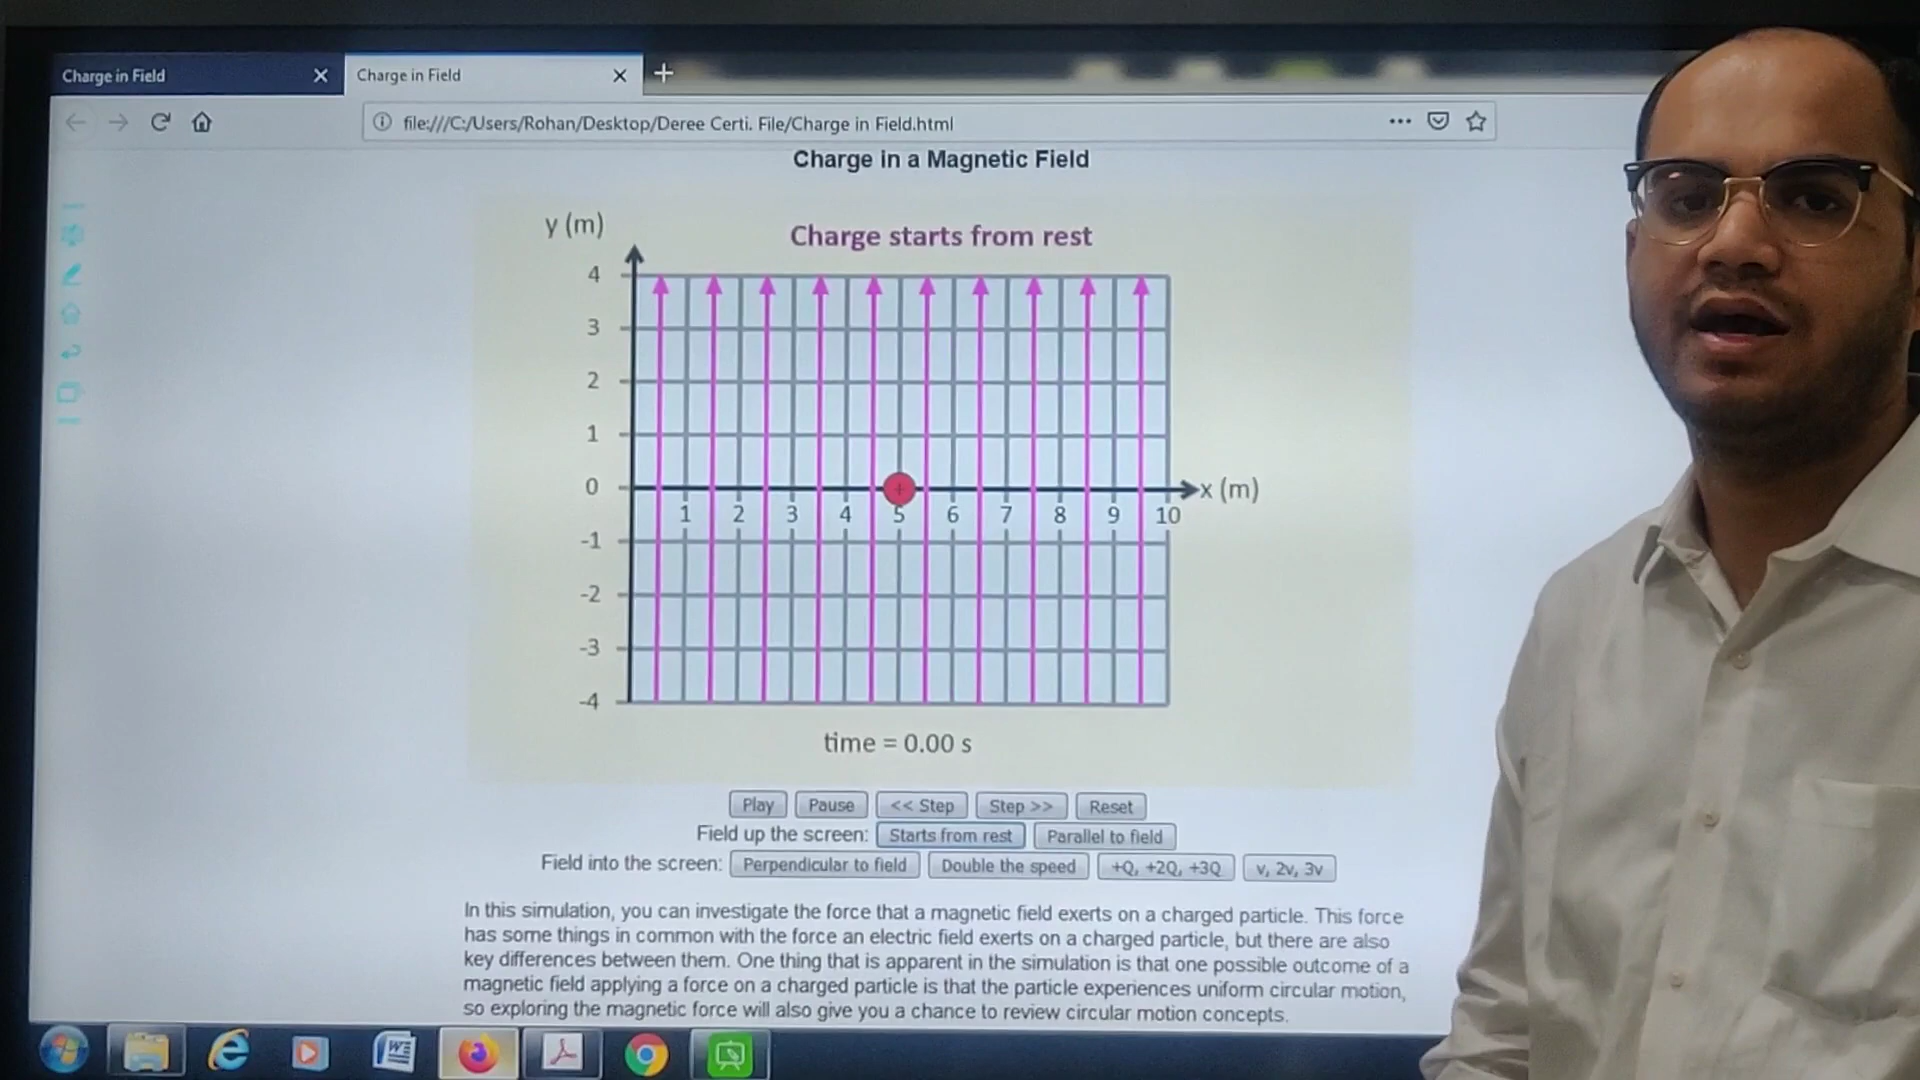 Charge in Field
Charge in Field
file:///C:/Users/Rohan/Desktop/Deree Certi. File/Charge in Field.html
Charge in a Magnetic Field
y (m)
Charge starts from rest
4
3
2
1
0
x (m)
1 2 3 4 5 6 7 8 9 10
-1
-2
-3
-4
time = 0.00 s
Play Pause << Step Step >> Reset
Field up the screen: Starts from rest Parallel to field
Field into the screen: Perpendicular to field Double the speed +Q, +2Q, +3Q v, 2v, 3v
In this simulation, you can investigate the force that a magnetic field exerts on a charged particle. This force
has some things in common with the force an electric field exerts on a charged particle, but there are also
key differences between them. One thing that is apparent in the simulation is that one possible outcome of a
magnetic field applying a force on a charged particle is that the particle experiences uniform circular motion,
so exploring the magnetic force will also give you a chance to review circular motion concepts.